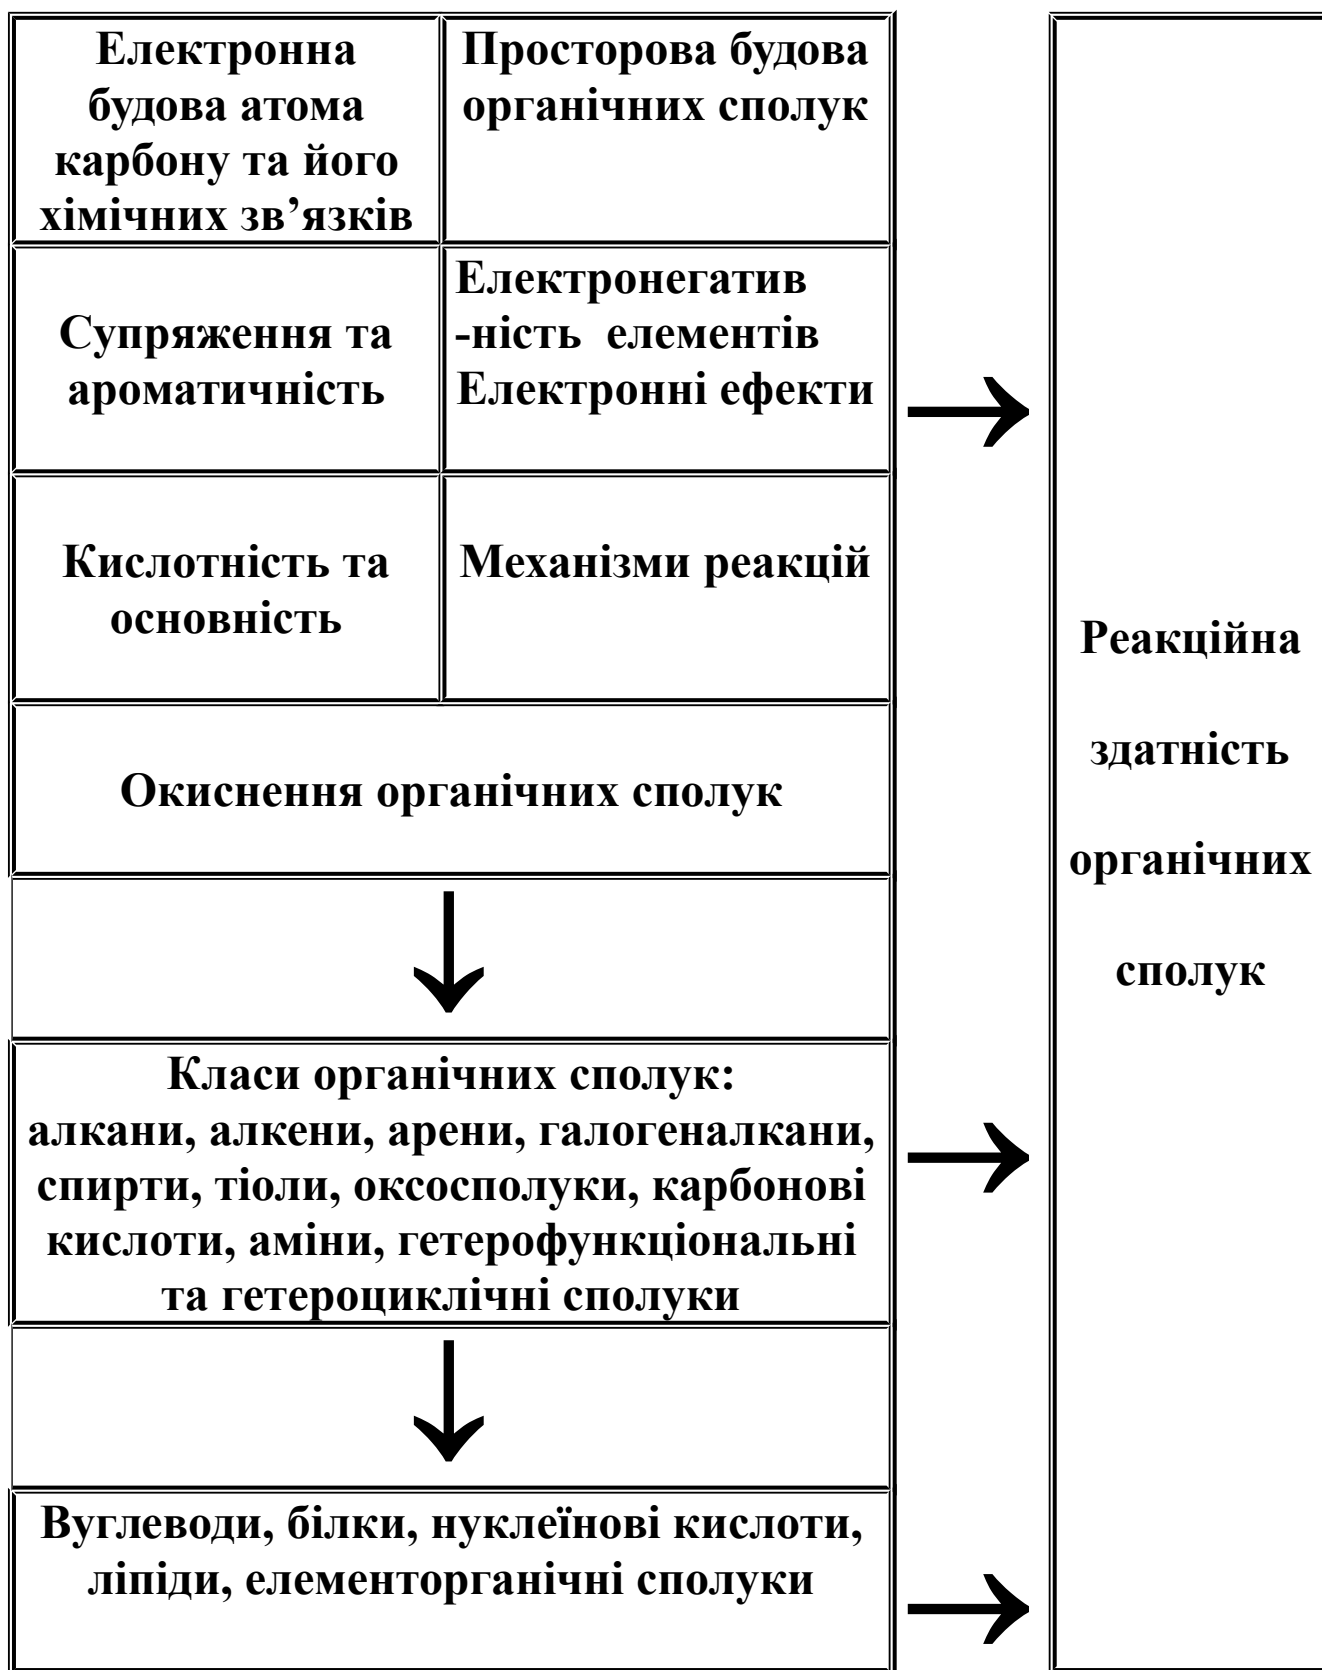 Електронна
будова атома
карбону та його
хімічних зв’язків
Просторова будова
органічних сполук
Супряження та
ароматичність
Електронегатив
-ність елементів
Електронні ефекти
Кислотність та
основність
Механізми реакцій
Окиснення органічних сполук
Класи органічних сполук:
алкани, алкени, арени, галогеналкани,
спирти, тіоли, оксосполуки, карбонові
кислоти, аміни, гетерофункціональні
та гетероциклічні сполуки
Вуглеводи, білки, нуклеїнові кислоти,
ліпіди, елементорганічні сполуки
Реакційна
здатність
органічних
сполук